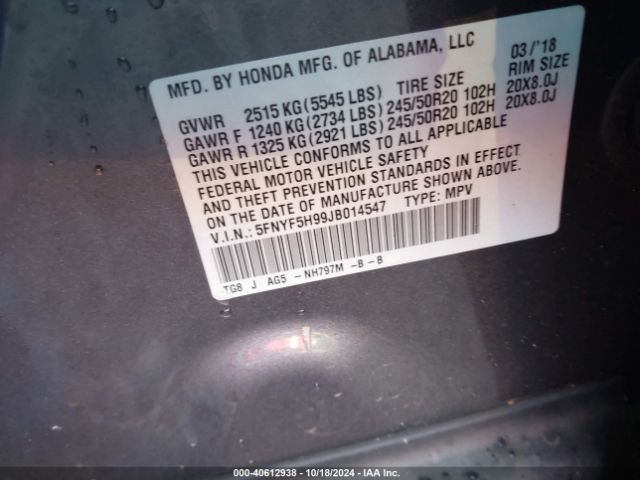 MFD. BY HONDA MFG. OF ALABAMA, LLC 03/'18
GVWR 2515 KG (5545 LBS) TIRE SIZE RIM SIZE
GAWR F 1240 KG (2734 LBS) 245/50R20 102H 20X8.0J
GAWR R 1325 KG (2921 LBS) 245/50R20 102H 20X8.0J
THIS VEHICLE CONFORMS TO ALL APPLICABLE
FEDERAL MOTOR VEHICLE SAFETY
AND THEFT PREVENTION STANDARDS IN EFFECT
ON THE DATE OF MANUFACTURE SHOWN ABOVE.
V.I.N.: 5FNYF5H99JB014547 TYPE: MPV
TG8 J AG5 -NH797M -B-B
000-40612938 - 10/18/2024 - IAA Inc.